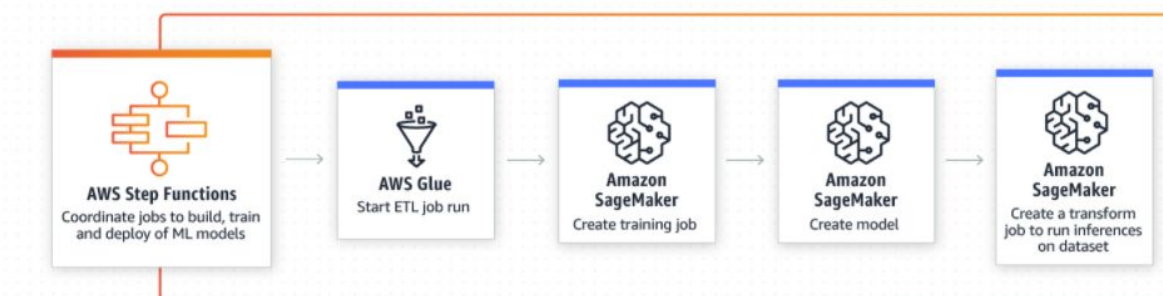 AWS Step Functions
Coordinate jobs to build, train
and deploy of ML models
AWS Glue
Start ETL job run
Amazon
SageMaker
Create training job
Amazon
SageMaker
Create model
Amazon
SageMaker
Create a transform
job to run inferences
on dataset